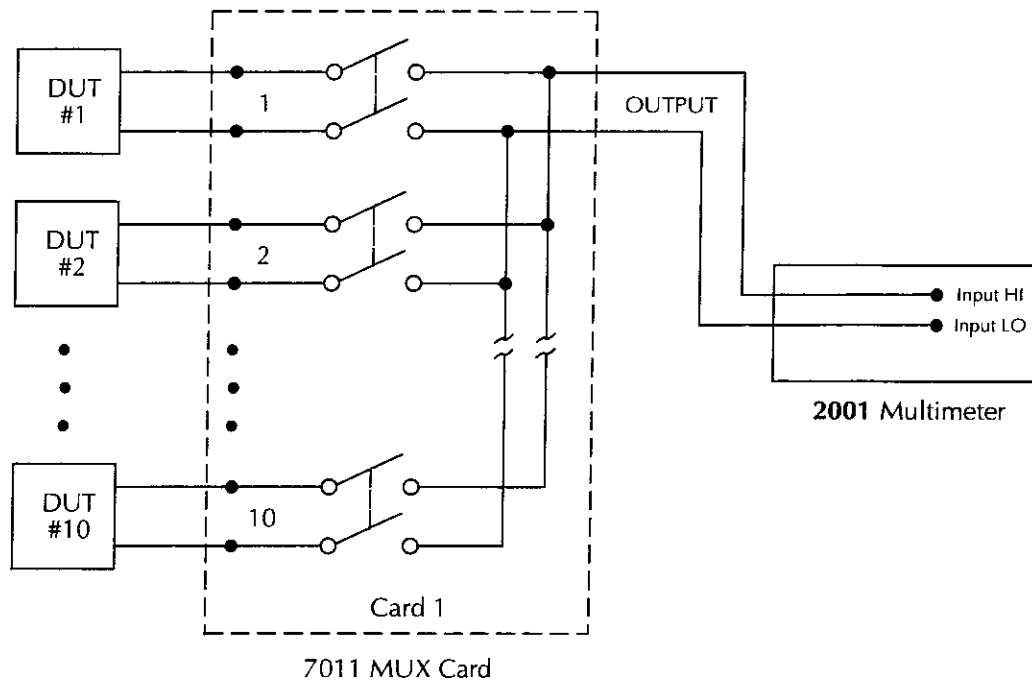 DUT
#1
1
OUTPUT
DUT
#2
2
Input HI
Input LO
2001 Multimeter
DUT
#10
10
Card 1
7011 MUX Card